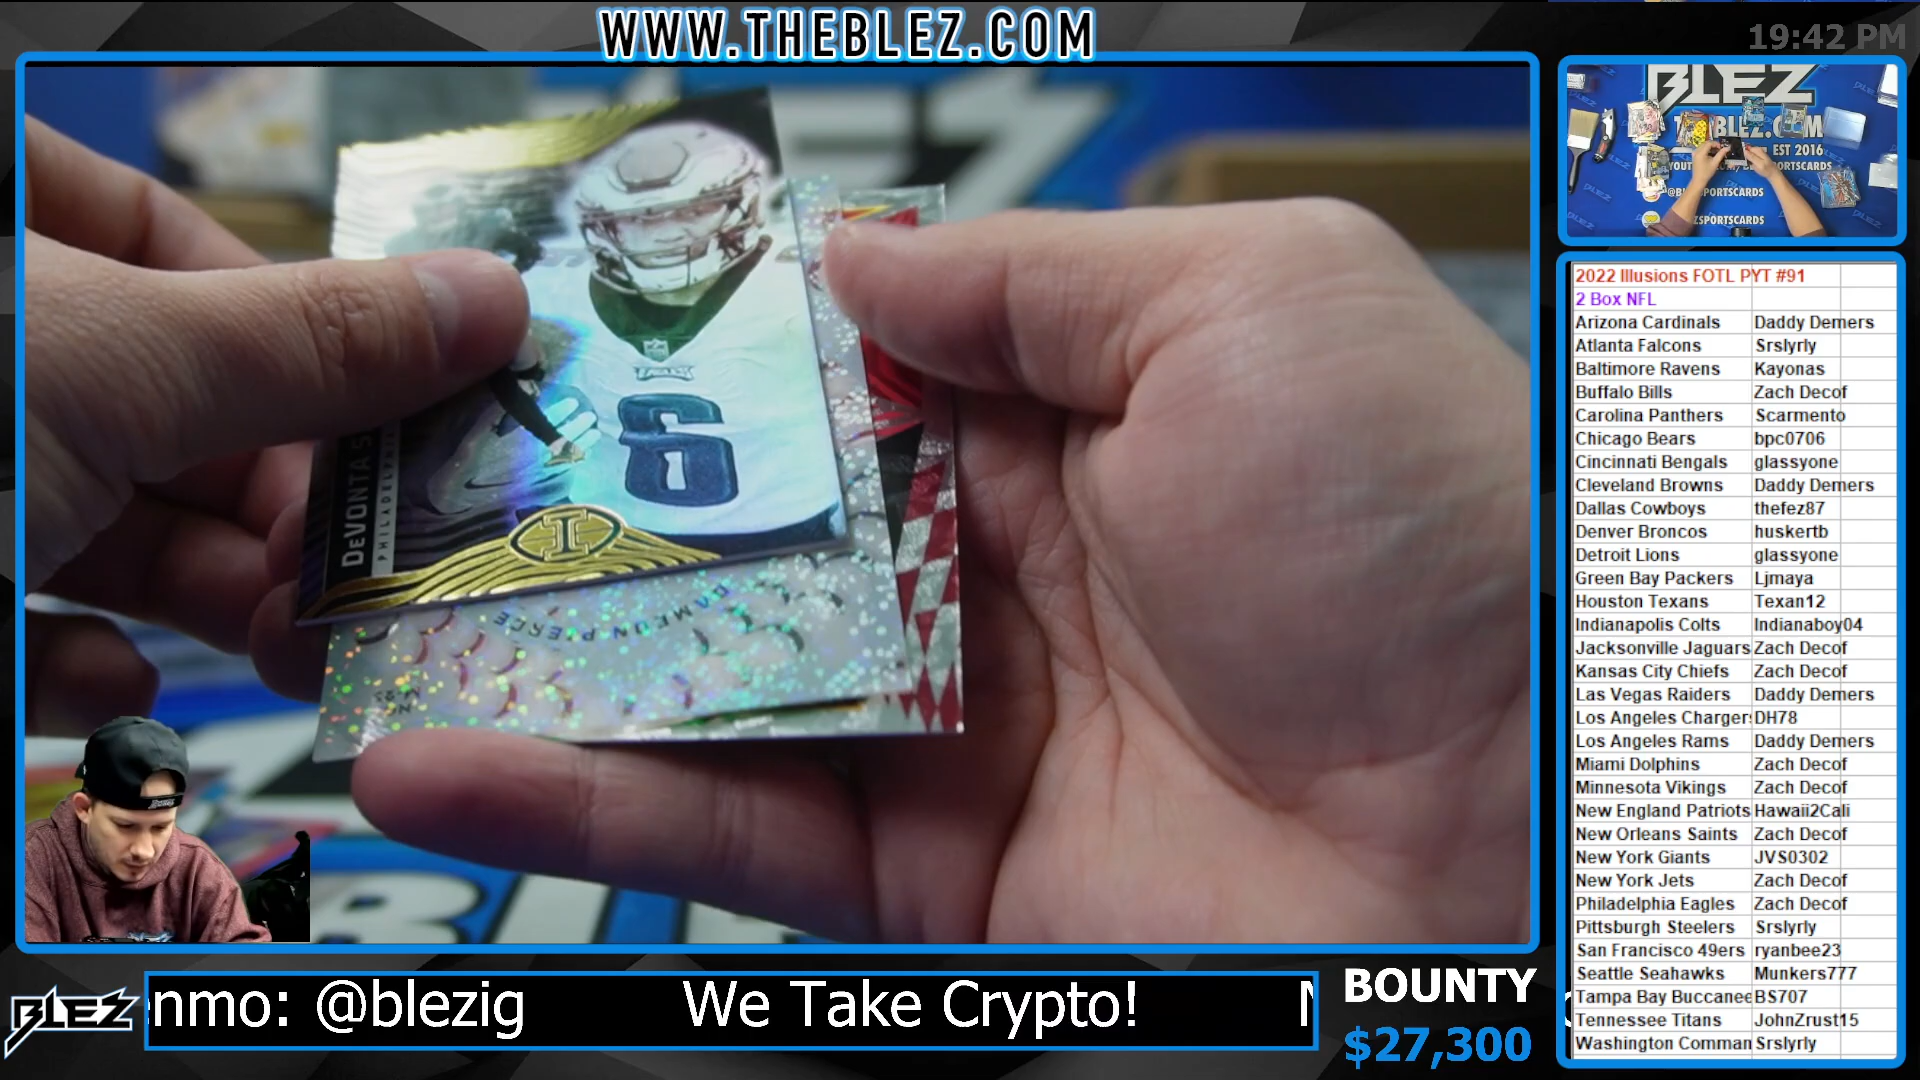 WWW.THEBLEZ.COM
19:42 PM
BLEZ
EST 2016
ZSPORTSCARDS
EAGLES
6
DEVONTA S
PHILADELPH
I
DAMEUN PIERCE
2022 Illusions FOTL PYT #91
2 Box NFL
Arizona Cardinals Daddy Demers
Atlanta Falcons Srslyrly
Baltimore Ravens Kayonas
Buffalo Bills Zach Decof
Carolina Panthers Scarmento
Chicago Bears bpc0706
Cincinnati Bengals glassyone
Cleveland Browns Daddy Demers
Dallas Cowboys thefez87
Denver Broncos huskertb
Detroit Lions glassyone
Green Bay Packers Ljmaya
Houston Texans Texan12
Indianapolis Colts Indianaboy04
Jacksonville Jaguars Zach Decof
Kansas City Chiefs Zach Decof
Las Vegas Raiders Daddy Demers
Los Angeles Charger DH78
Los Angeles Rams Daddy Demers
Miami Dolphins Zach Decof
Minnesota Vikings Zach Decof
New England Patriots Hawaii2Cali
New Orleans Saints Zach Decof
New York Giants JVS0302
New York Jets Zach Decof
Philadelphia Eagles Zach Decof
Pittsburgh Steelers Srslyrly
San Francisco 49ers ryanbee23
Seattle Seahawks Munkers777
Tampa Bay Buccanee BS707
Tennessee Titans JohnZrust15
Washington Comman Srslyrly
BLEZ
nmo: @blezig We Take Crypto!
BOUNTY
$27,300